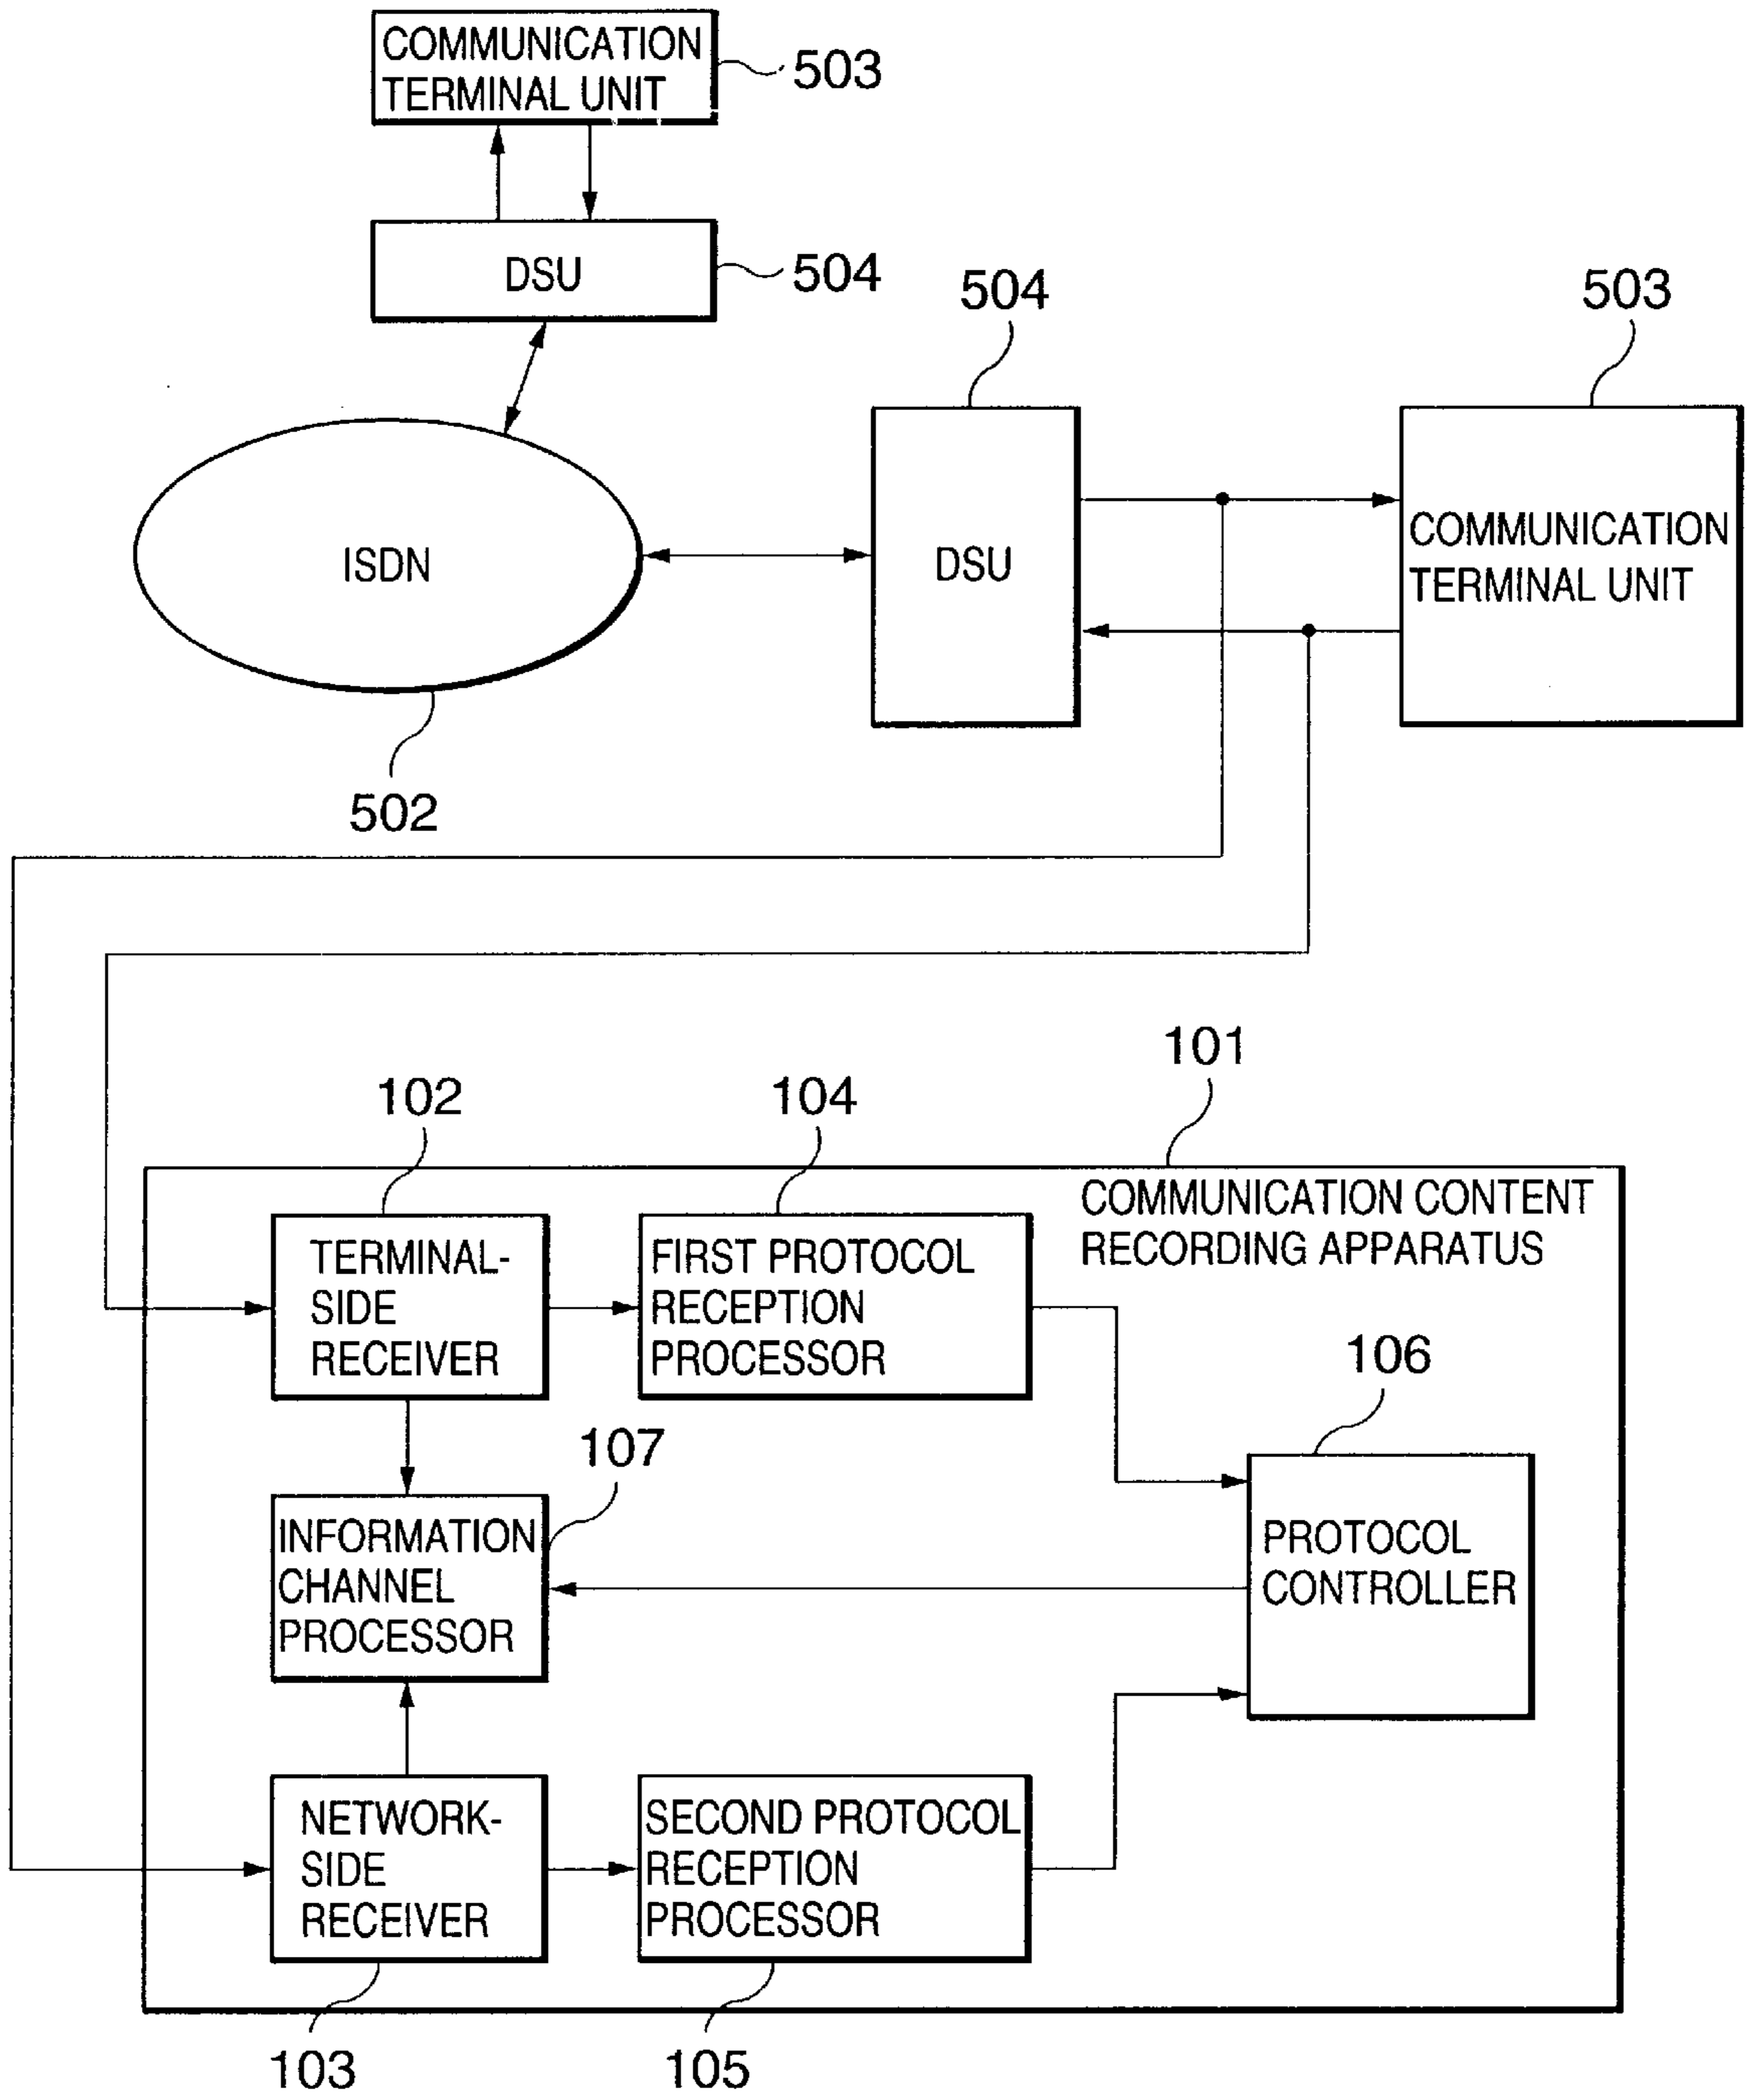 COMMUNICATION
TERMINAL UNIT
503
DSU
504
504
503
ISDN
DSU
COMMUNICATION
TERMINAL UNIT
502
101
102
104
COMMUNICATION CONTENT
RECORDING APPARATUS
TERMINAL-
SIDE
RECEIVER
FIRST PROTOCOL
RECEPTION
PROCESSOR
106
107
INFORMATION
CHANNEL
PROCESSOR
PROTOCOL
CONTROLLER
NETWORK-
SIDE
RECEIVER
SECOND PROTOCOL
RECEPTION
PROCESSOR
103
105